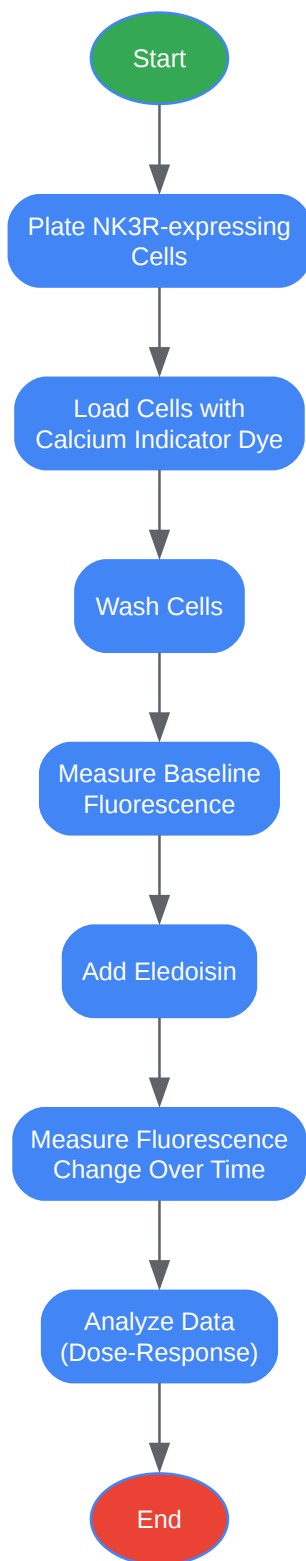 Start
Plate NK3R-expressing
Cells
Load Cells with
Calcium Indicator Dye
Wash Cells
Measure Baseline
Fluorescence
Add Eledoisin
Measure Fluorescence
Change Over Time
Analyze Data
(Dose-Response)
End